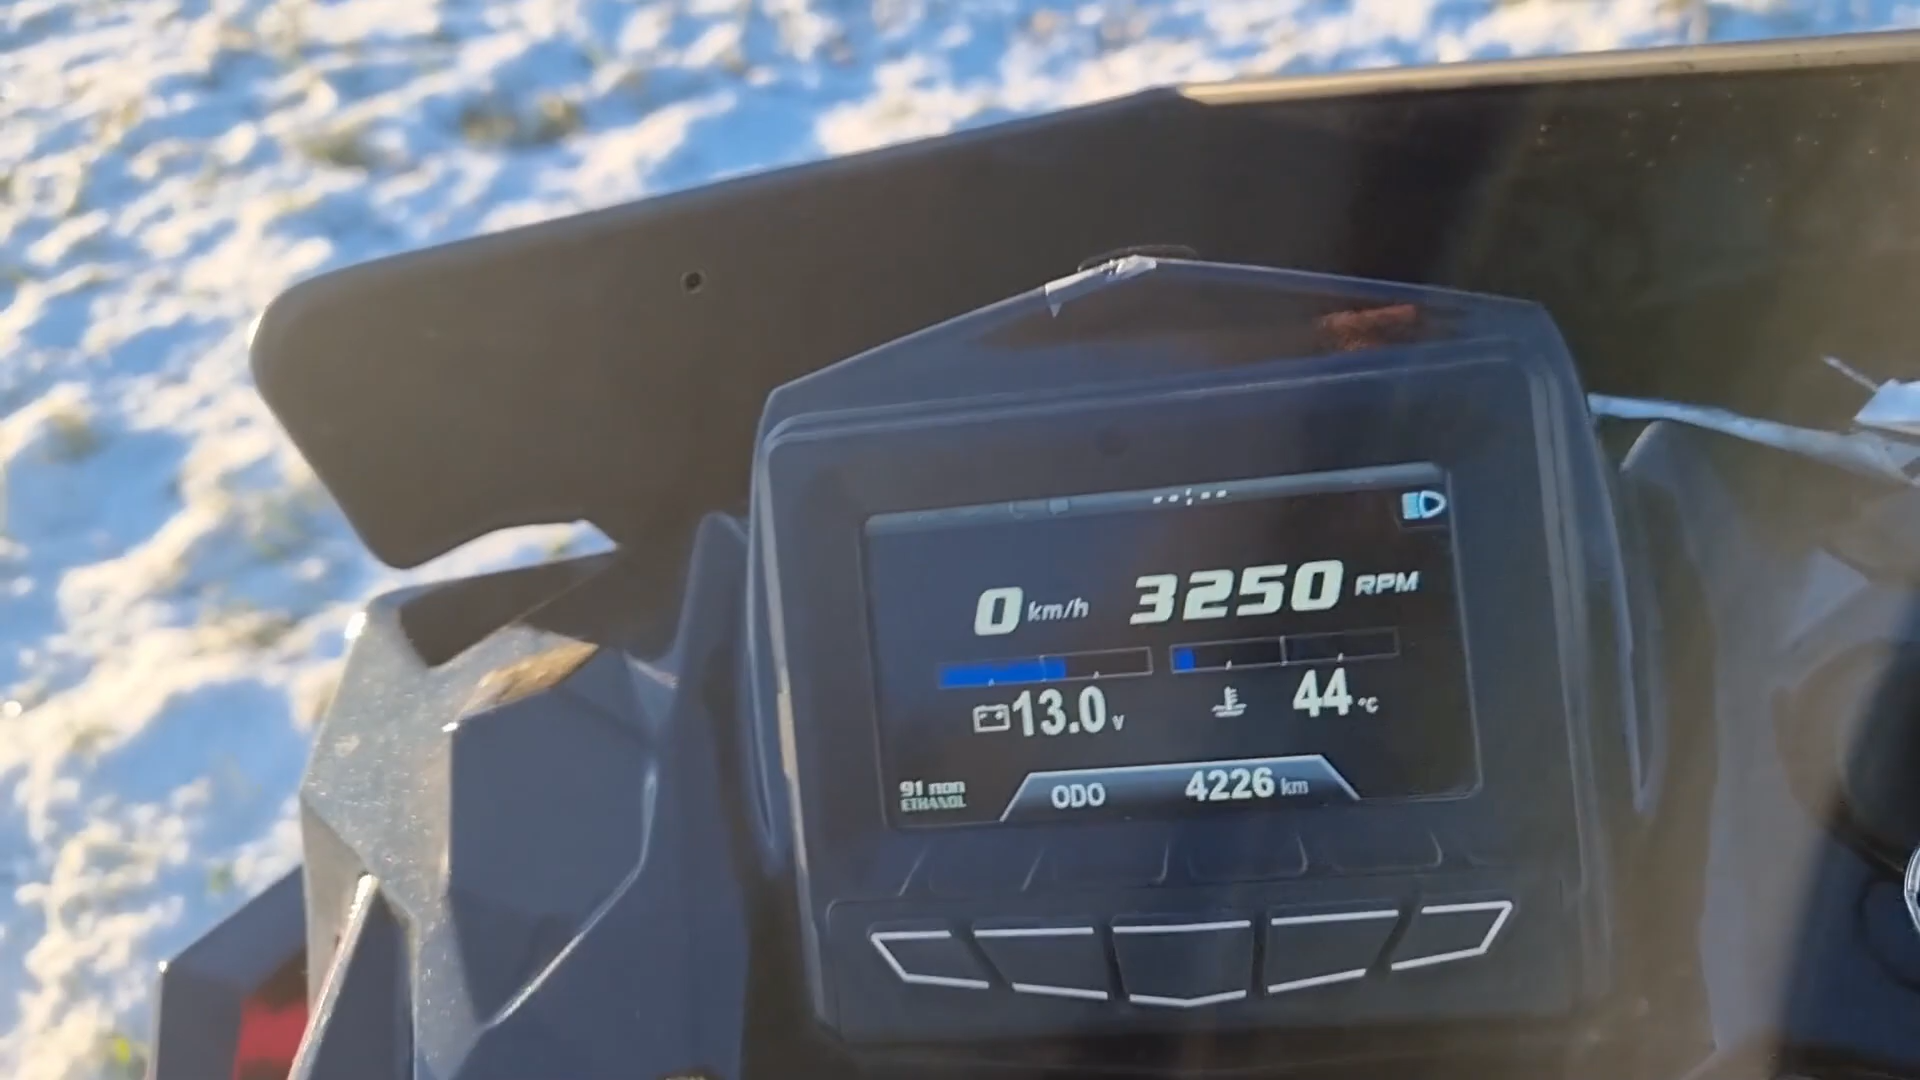 --:--
0 km/h 3250 RPM
13.0 V 44 °C
91 non
ETHANOL
ODO 4226 km